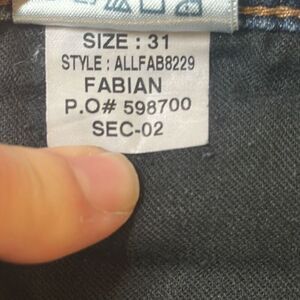 SIZE : 31
STYLE : ALLFAB8229
FABIAN
P.O# 598700
SEC-02